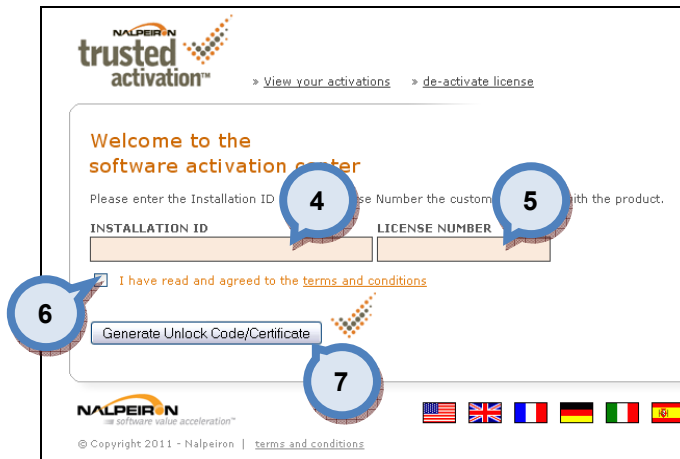 NALPEIRON
trusted
activation™
» View your activations » de-activate license
Welcome to the
software activation center
Please enter the Installation ID Number the custom with the product.
INSTALLATION ID LICENSE NUMBER
4
5
I have read and agreed to the terms and conditions
6
Generate Unlock Code/Certificate
7
NALPEIRON
software value acceleration™
© Copyright 2011 - Nalpeiron | terms and conditions